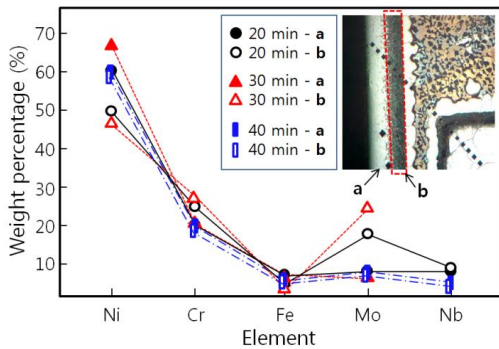 Weight percentage (%)
70
60
50
40
30
20
10
20 min - a
20 min - b
30 min - a
30 min - b
40 min - a
40 min - b
a
b
Ni Cr Fe Mo Nb
Element